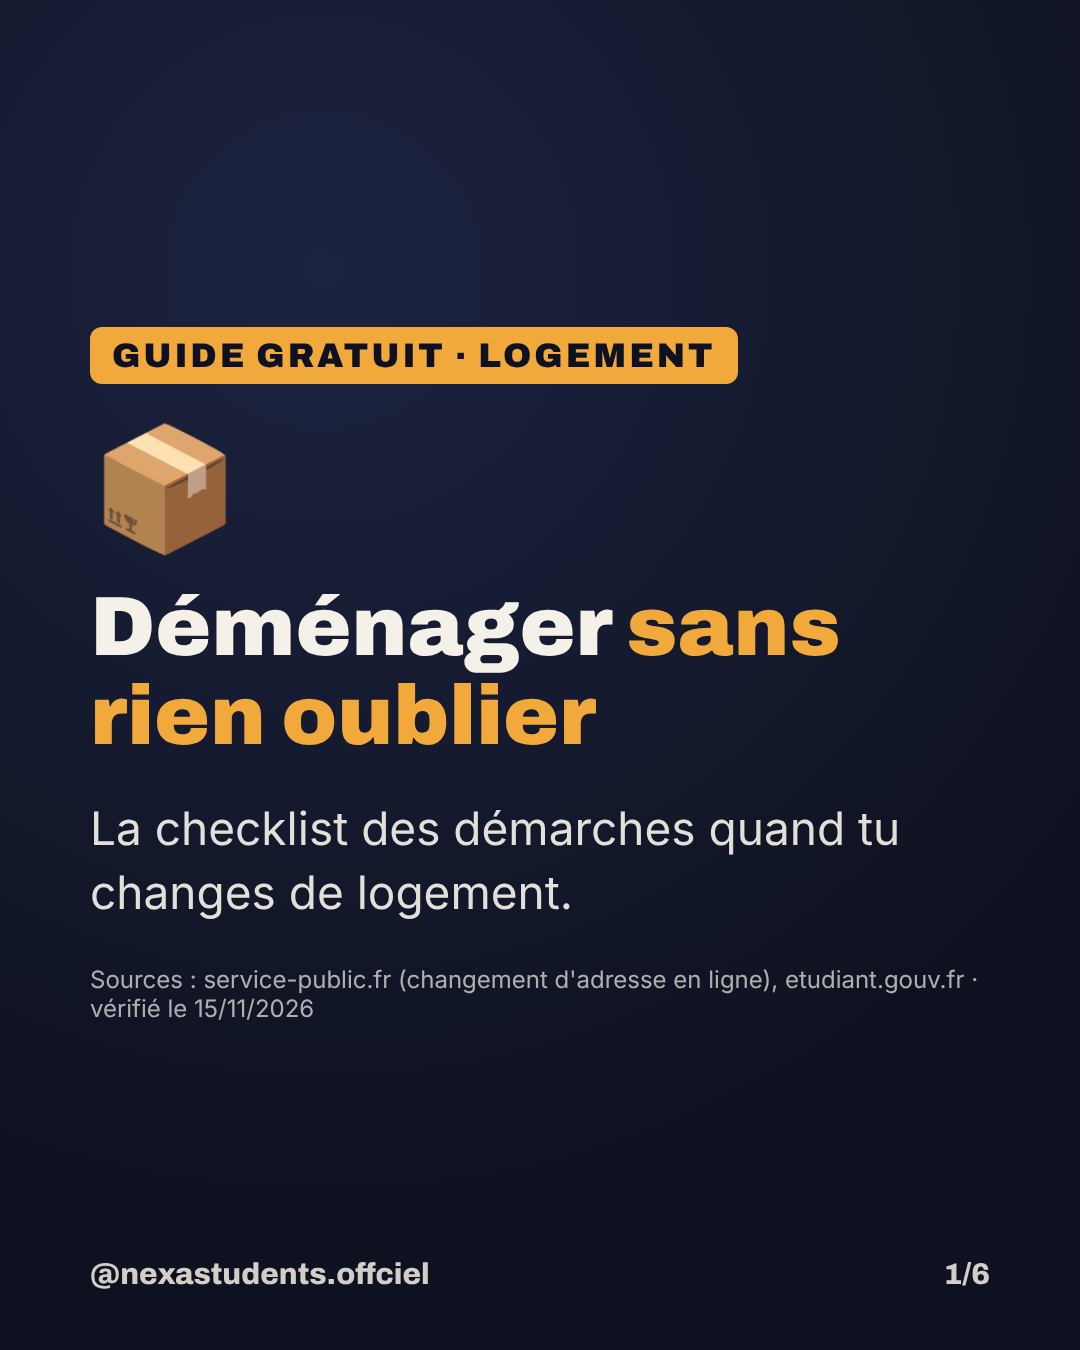 GUIDE GRATUIT · LOGEMENT
Déménager sans
rien oublier
La checklist des démarches quand tu
changes de logement.
Sources : service-public.fr (changement d'adresse en ligne), etudiant.gouv.fr ·
vérifié le 15/11/2026
@nexastudents.offciel
1/6